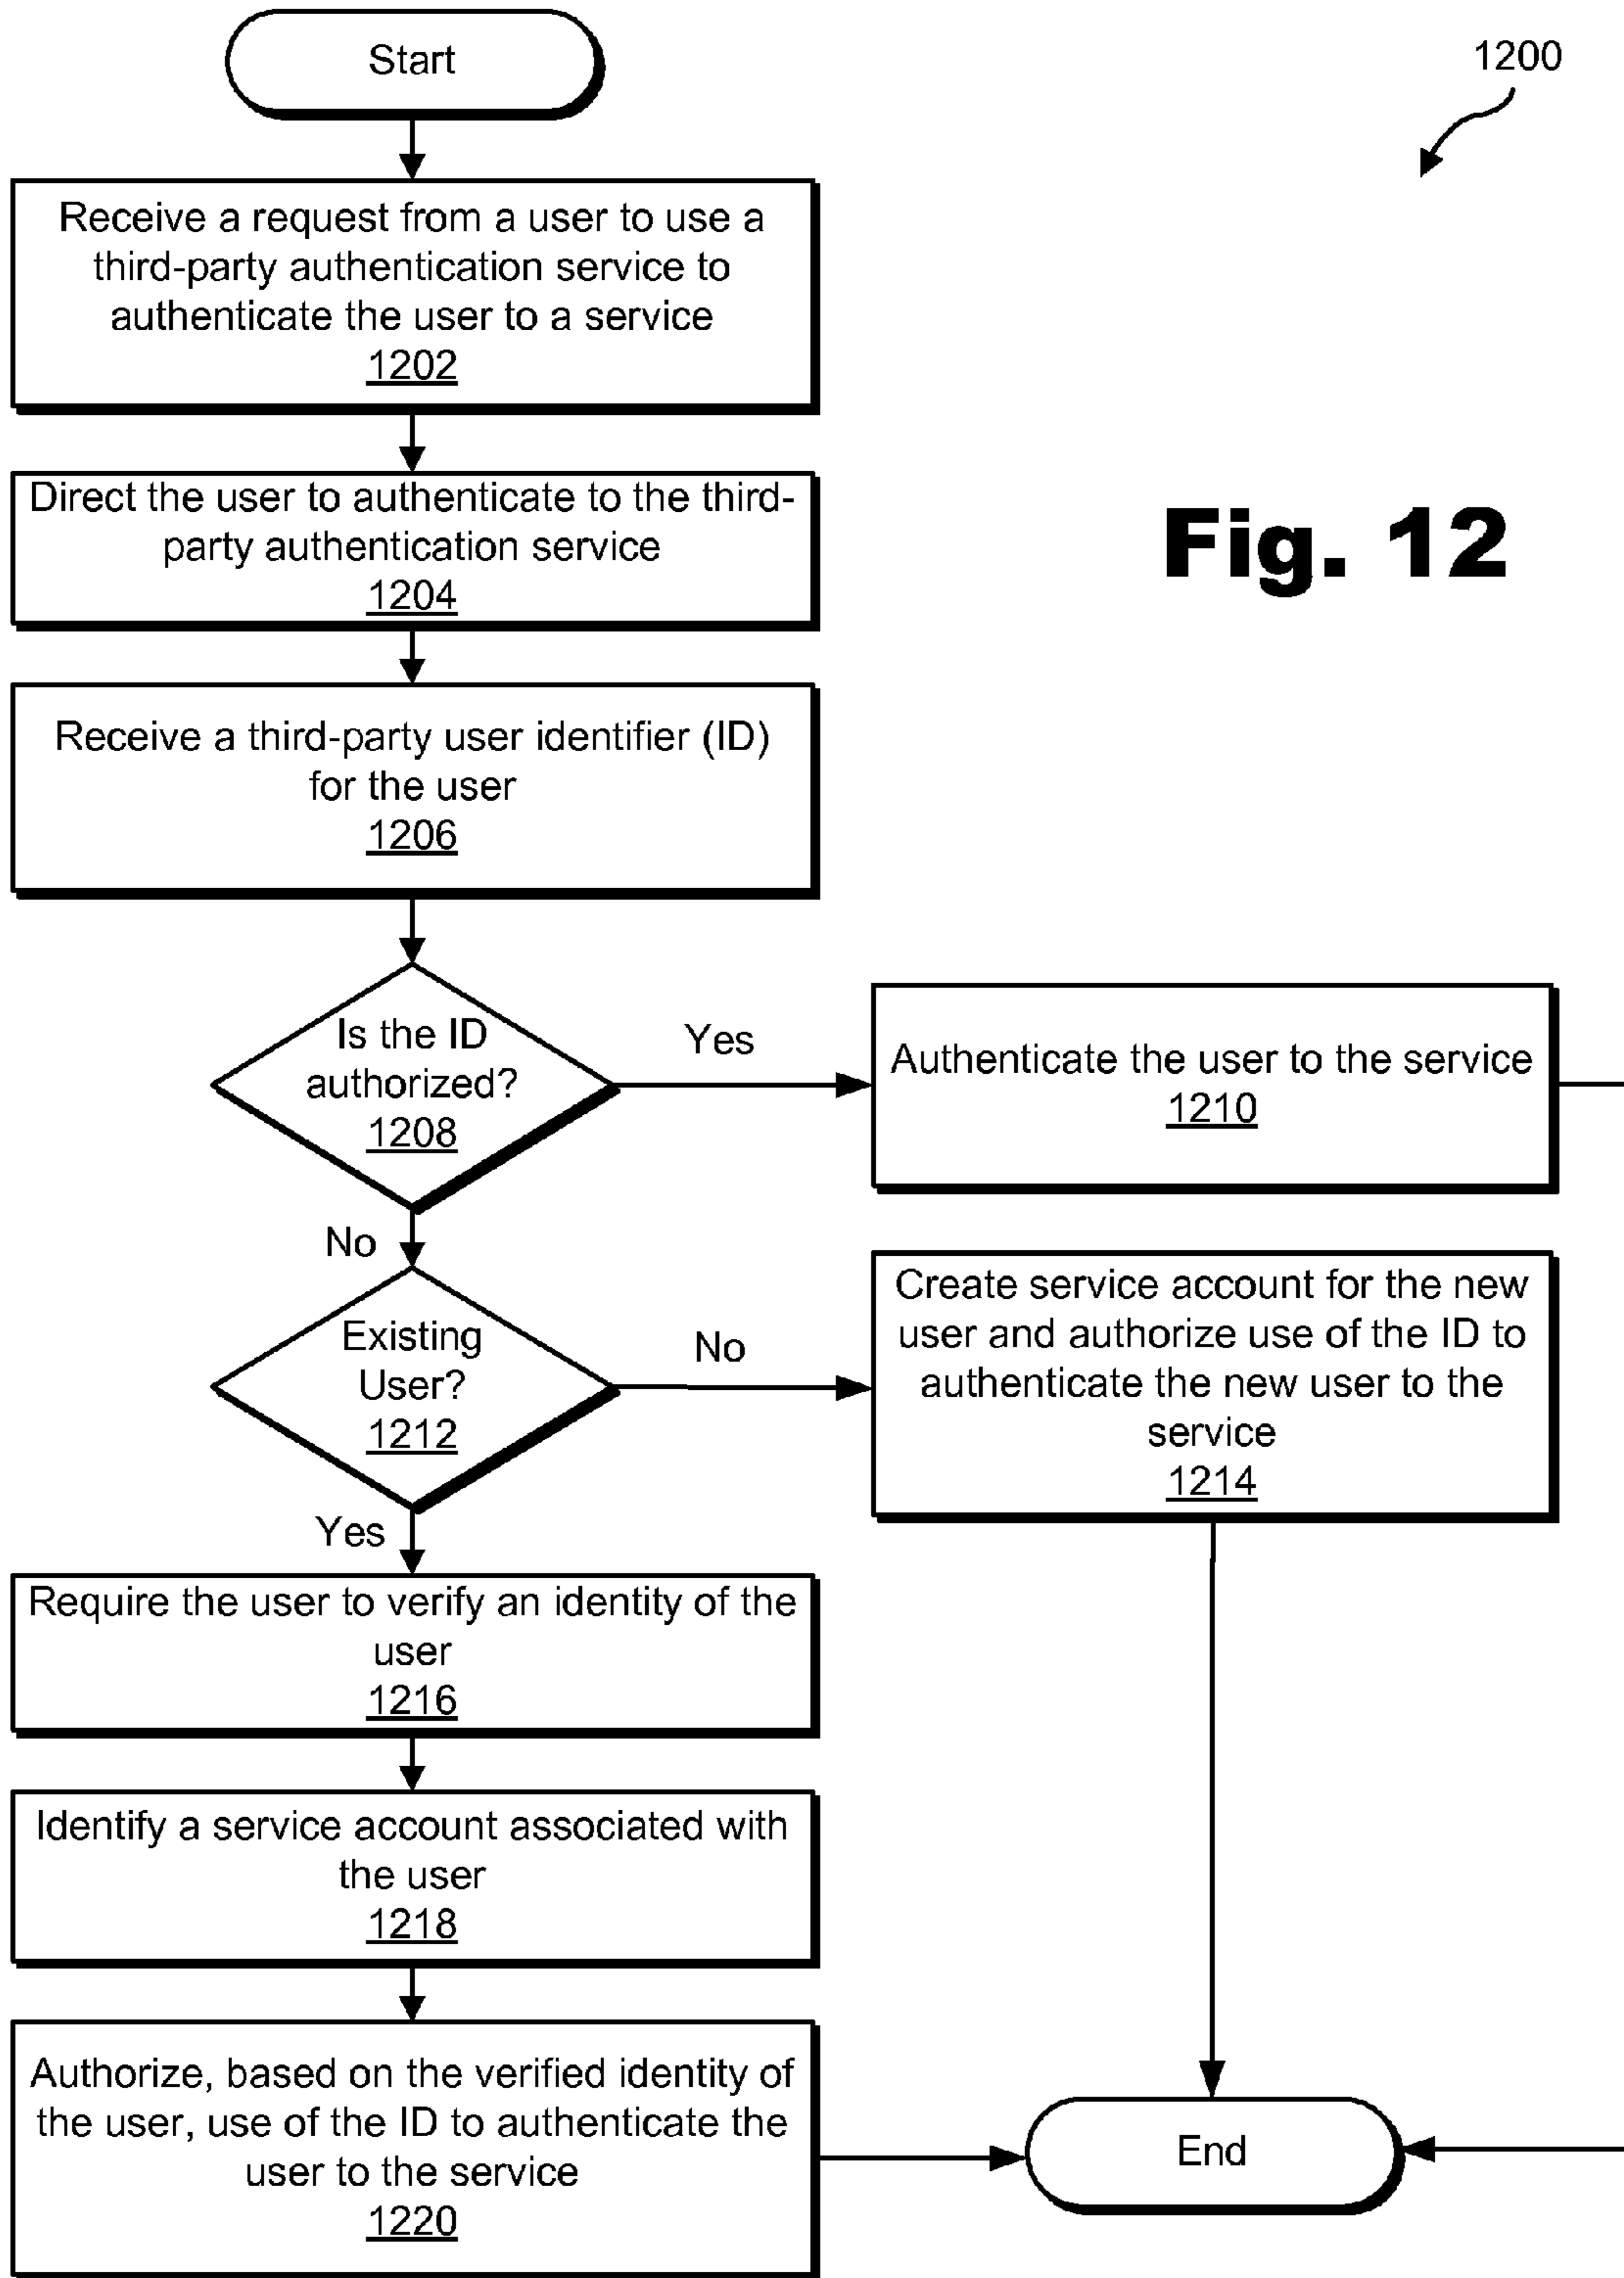 Start
1200
Receive a request from a user to use a
third-party authentication service to
authenticate the user to a service
1202
Direct the user to authenticate to the third-
party authentication service
1204
Fig. 12
Receive a third-party user identifier (ID)
for the user
1206
Is the ID
authorized?
1208
Yes
Authenticate the user to the service
1210
No
Existing
User?
1212
No
Create service account for the new
user and authorize use of the ID to
authenticate the new user to the
service
1214
Yes
Require the user to verify an identity of the
user
1216
Identify a service account associated with
the user
1218
Authorize, based on the verified identity of
the user, use of the ID to authenticate the
user to the service
1220
End